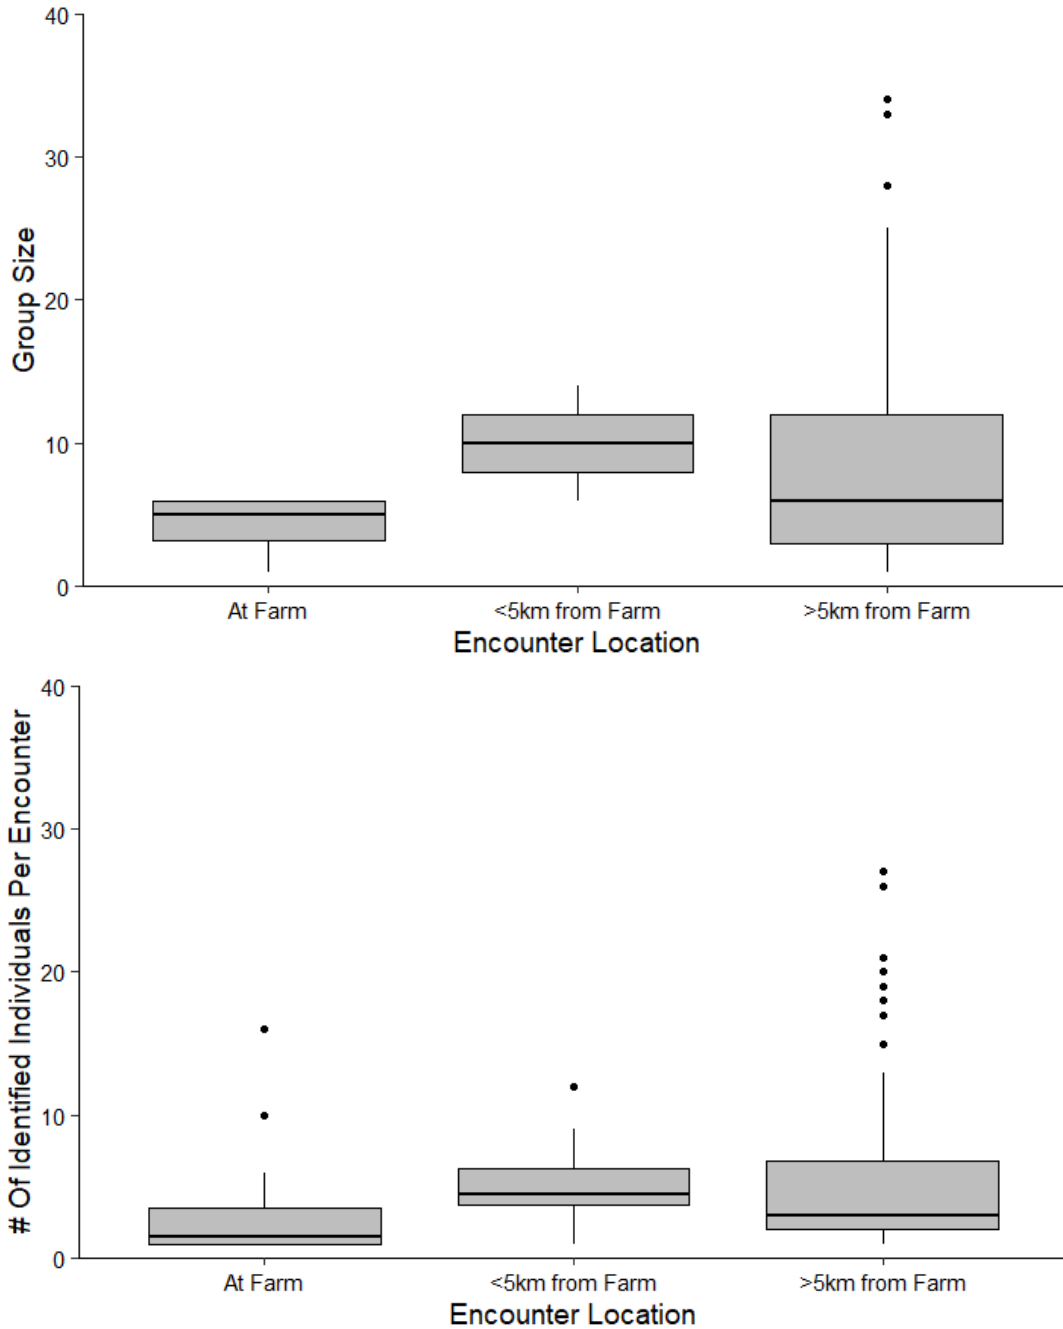 40
30
20
10
0
Group Size
At Farm
<5km from Farm
>5km from Farm
Encounter Location
40
30
20
10
0
# Of Identified Individuals Per Encounter
At Farm
<5km from Farm
>5km from Farm
Encounter Location